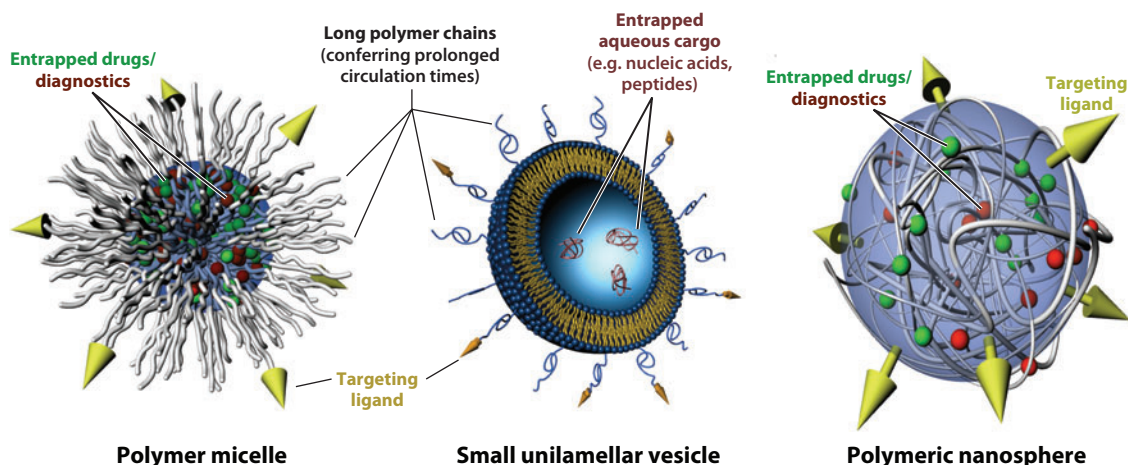 Entrapped drugs/
diagnostics
Long polymer chains
(conferring prolonged
circulation times)
Entrapped
aqueous cargo
(e.g. nucleic acids,
peptides)
Entrapped drugs/
diagnostics
Targeting
ligand
Targeting
ligand
Polymer micelle
Small unilamellar vesicle
Polymeric nanosphere